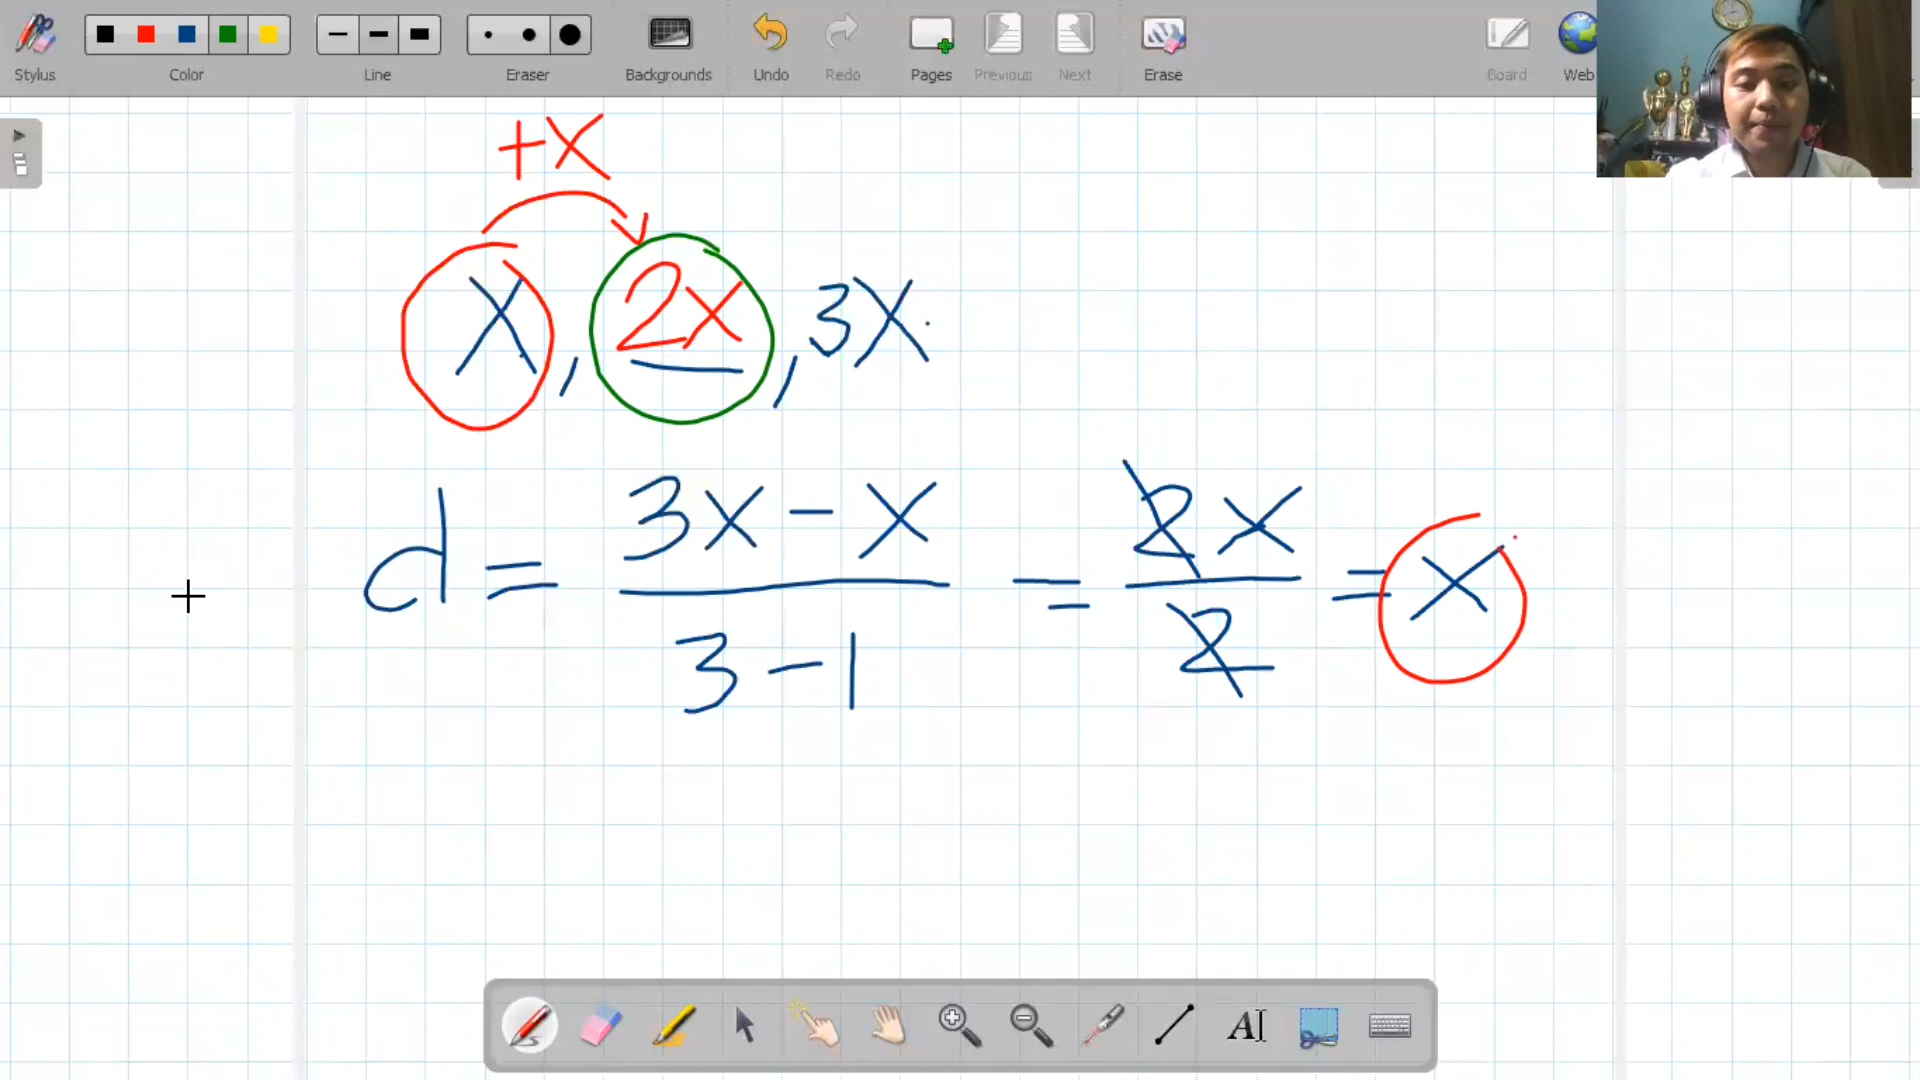 Stylus Color Line Eraser Backgrounds Undo Redo Pages Previous Next Erase Board Web
+x
x, 2x, 3x
d = 3x - x / 3 - 1 = 2x / 2 = x
AI